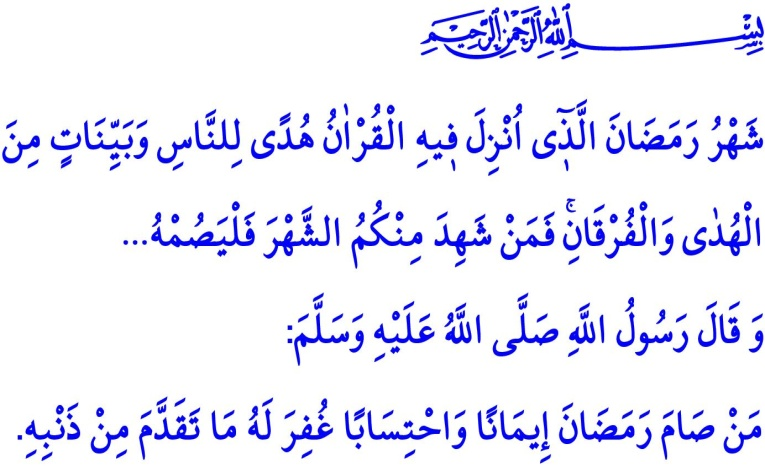 بِسْمِ اللهِ الرَّحْمٰنِ الرَّحِيمِ
شَهْرُ رَمَضَانَ الَّذ۪ٓى اُنْزِلَ ف۪يهِ الْقُرْاٰنُ هُدًى لِلنَّاسِ وَبَيِّنَاتٍ مِنَ
الْهُدٰى وَالْفُرْقَانِۚ فَمَنْ شَهِدَ مِنْكُمُ الشَّهْرَ فَلْيَصُمْهُ...
وَ قَالَ رَسُولُ اللَّهِ صَلَّى اللَّهُ عَلَيْهِ وَسَلَّمَ:
مَنْ صَامَ رَمَضَانَ إِيمَانًا وَاحْتِسَابًا غُفِرَ لَهُ مَا تَقَدَّمَ مِنْ ذَنْبِهِ.